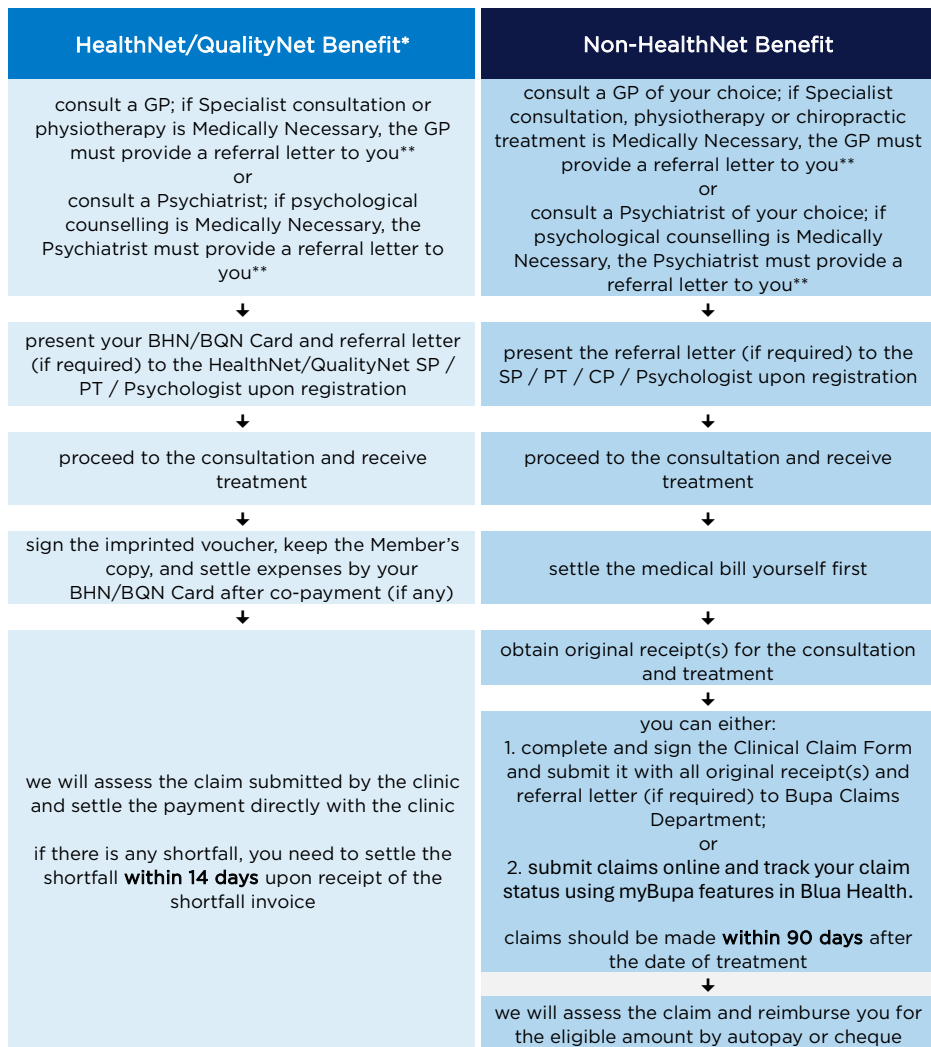 HealthNet/QualityNet Benefit*
consult a GP; if Specialist consultation or
physiotherapy is Medically Necessary, the GP
must provide a referral letter to you**
or
consult a Psychiatrist; if psychological
counselling is Medically Necessary, the
Psychiatrist must provide a referral letter to
you**
present your BHN/BQN Card and referral letter
(if required) to the HealthNet/QualityNet SP /
PT / Psychologist upon registration
proceed to the consultation and receive
treatment
sign the imprinted voucher, keep the Member's
copy, and settle expenses by your
BHN/BQN Card after co-payment (if any)
we will assess the claim submitted by the clinic
and settle the payment directly with the clinic
if there is any shortfall, you need to settle the
shortfall within 14 days upon receipt of the
shortfall invoice
Non-HealthNet Benefit
consult a GP of your choice; if Specialist
consultation, physiotherapy or chiropractic
treatment is Medically Necessary, the GP must
provide a referral letter to you**
or
consult a Psychiatrist of your choice; if
psychological counselling is Medically
Necessary, the Psychiatrist must provide a
referral letter to you**
present the referral letter (if required) to the
SP / PT / CP / Psychologist upon registration
proceed to the consultation and receive
treatment
settle the medical bill yourself first
obtain original receipt(s) for the consultation
and treatment
you can either:
1. complete and sign the Clinical Claim Form
and submit it with all original receipt(s) and
referral letter (if required) to Bupa Claims
Department;
or
2. submit claims online and track your claim
status using myBupa features in Blua Health.
claims should be made within 90 days after
the date of treatment
we will assess the claim and reimburse you for
the eligible amount by autopay or cheque